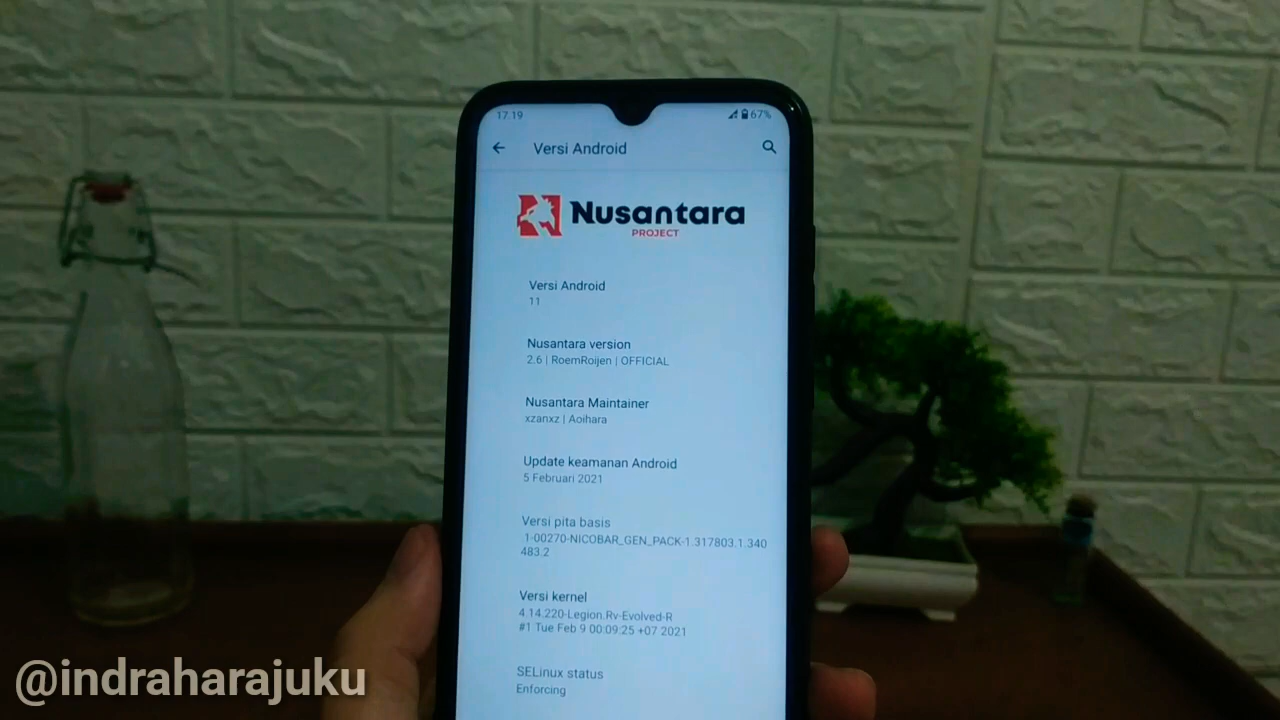 17.19
67%
Versi Android
Nusantara
PROJECT
Versi Android
11
Nusantara version
2.6 | RoemRoijen | OFFICIAL
Nusantara Maintainer
xzanxz | Aoihara
Update keamanan Android
5 Februari 2021
Versi pita basis
1-00270-NICOBAR_GEN_PACK-1.317803.1.340
483.2
Versi kernel
4.14.220-Legion.Rv-Evolved-R
#1 Tue Feb 9 00:09:25 +07 2021
SELinux status
Enforcing
@indraharajuku